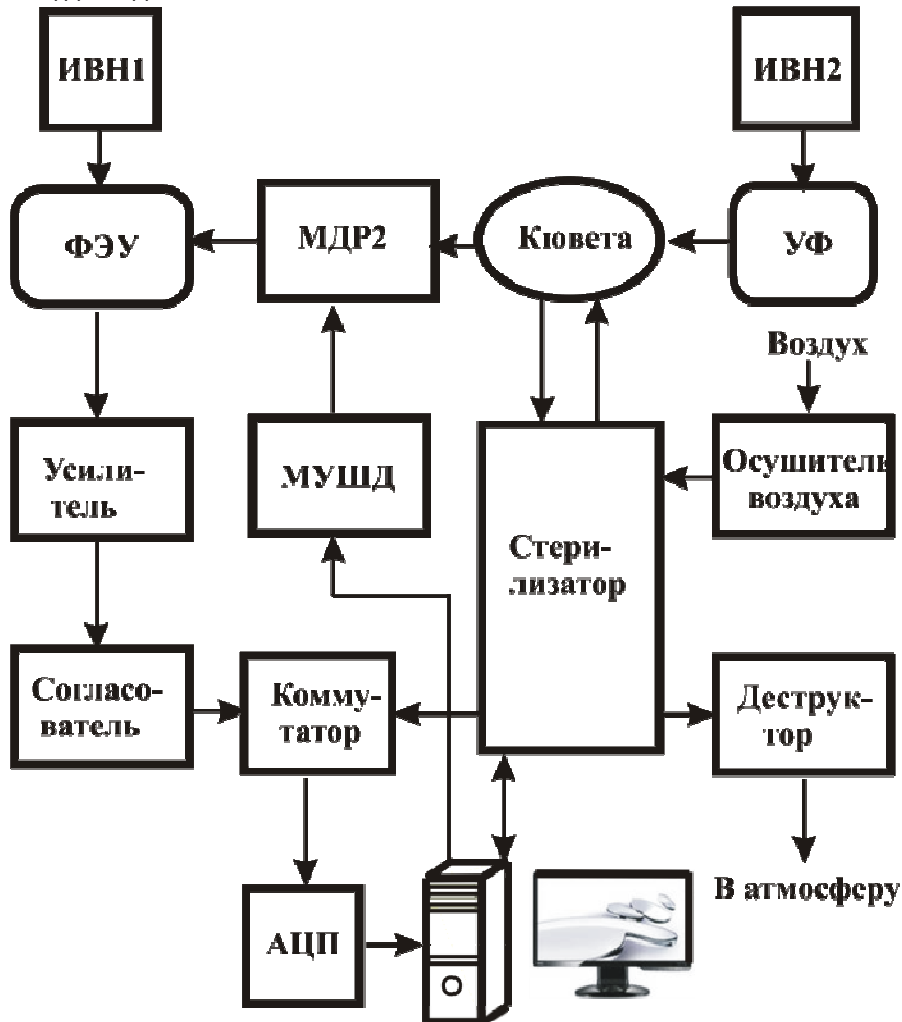 ИВН1
ИВН2
ФЭУ
МДР2
Кювета
УФ
Воздух
Усили-
тель
МУШД
Стери-
лизатор
Осушитель
воздуха
Согласо-
ватель
Комму-
татор
Деструк-
тор
АЦП
В атмосферу